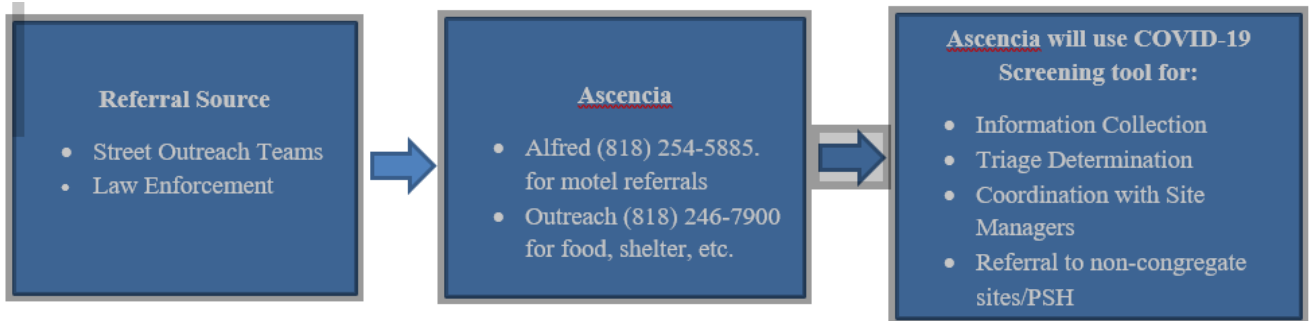 Referral Source
• Street Outreach Teams
• Law Enforcement
Ascencia
• Alfred (818) 254-5885.
for motel referrals
• Outreach (818) 246-7900
for food, shelter, etc.
Ascencia will use COVID-19
Screening tool for:
• Information Collection
• Triage Determination
• Coordination with Site
Managers
• Referral to non-congregate
sites/PSH